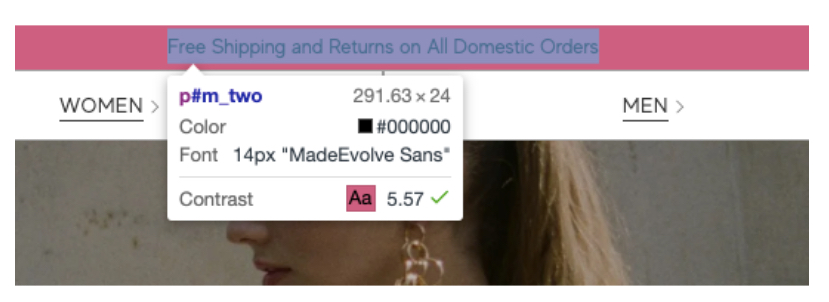 Free Shipping and Returns on All Domestic Orders
WOMEN >
MEN >
p#m_two 291.63 × 24
Color #000000
Font 14px "MadeEvolve Sans"
Contrast Aa 5.57 ✓